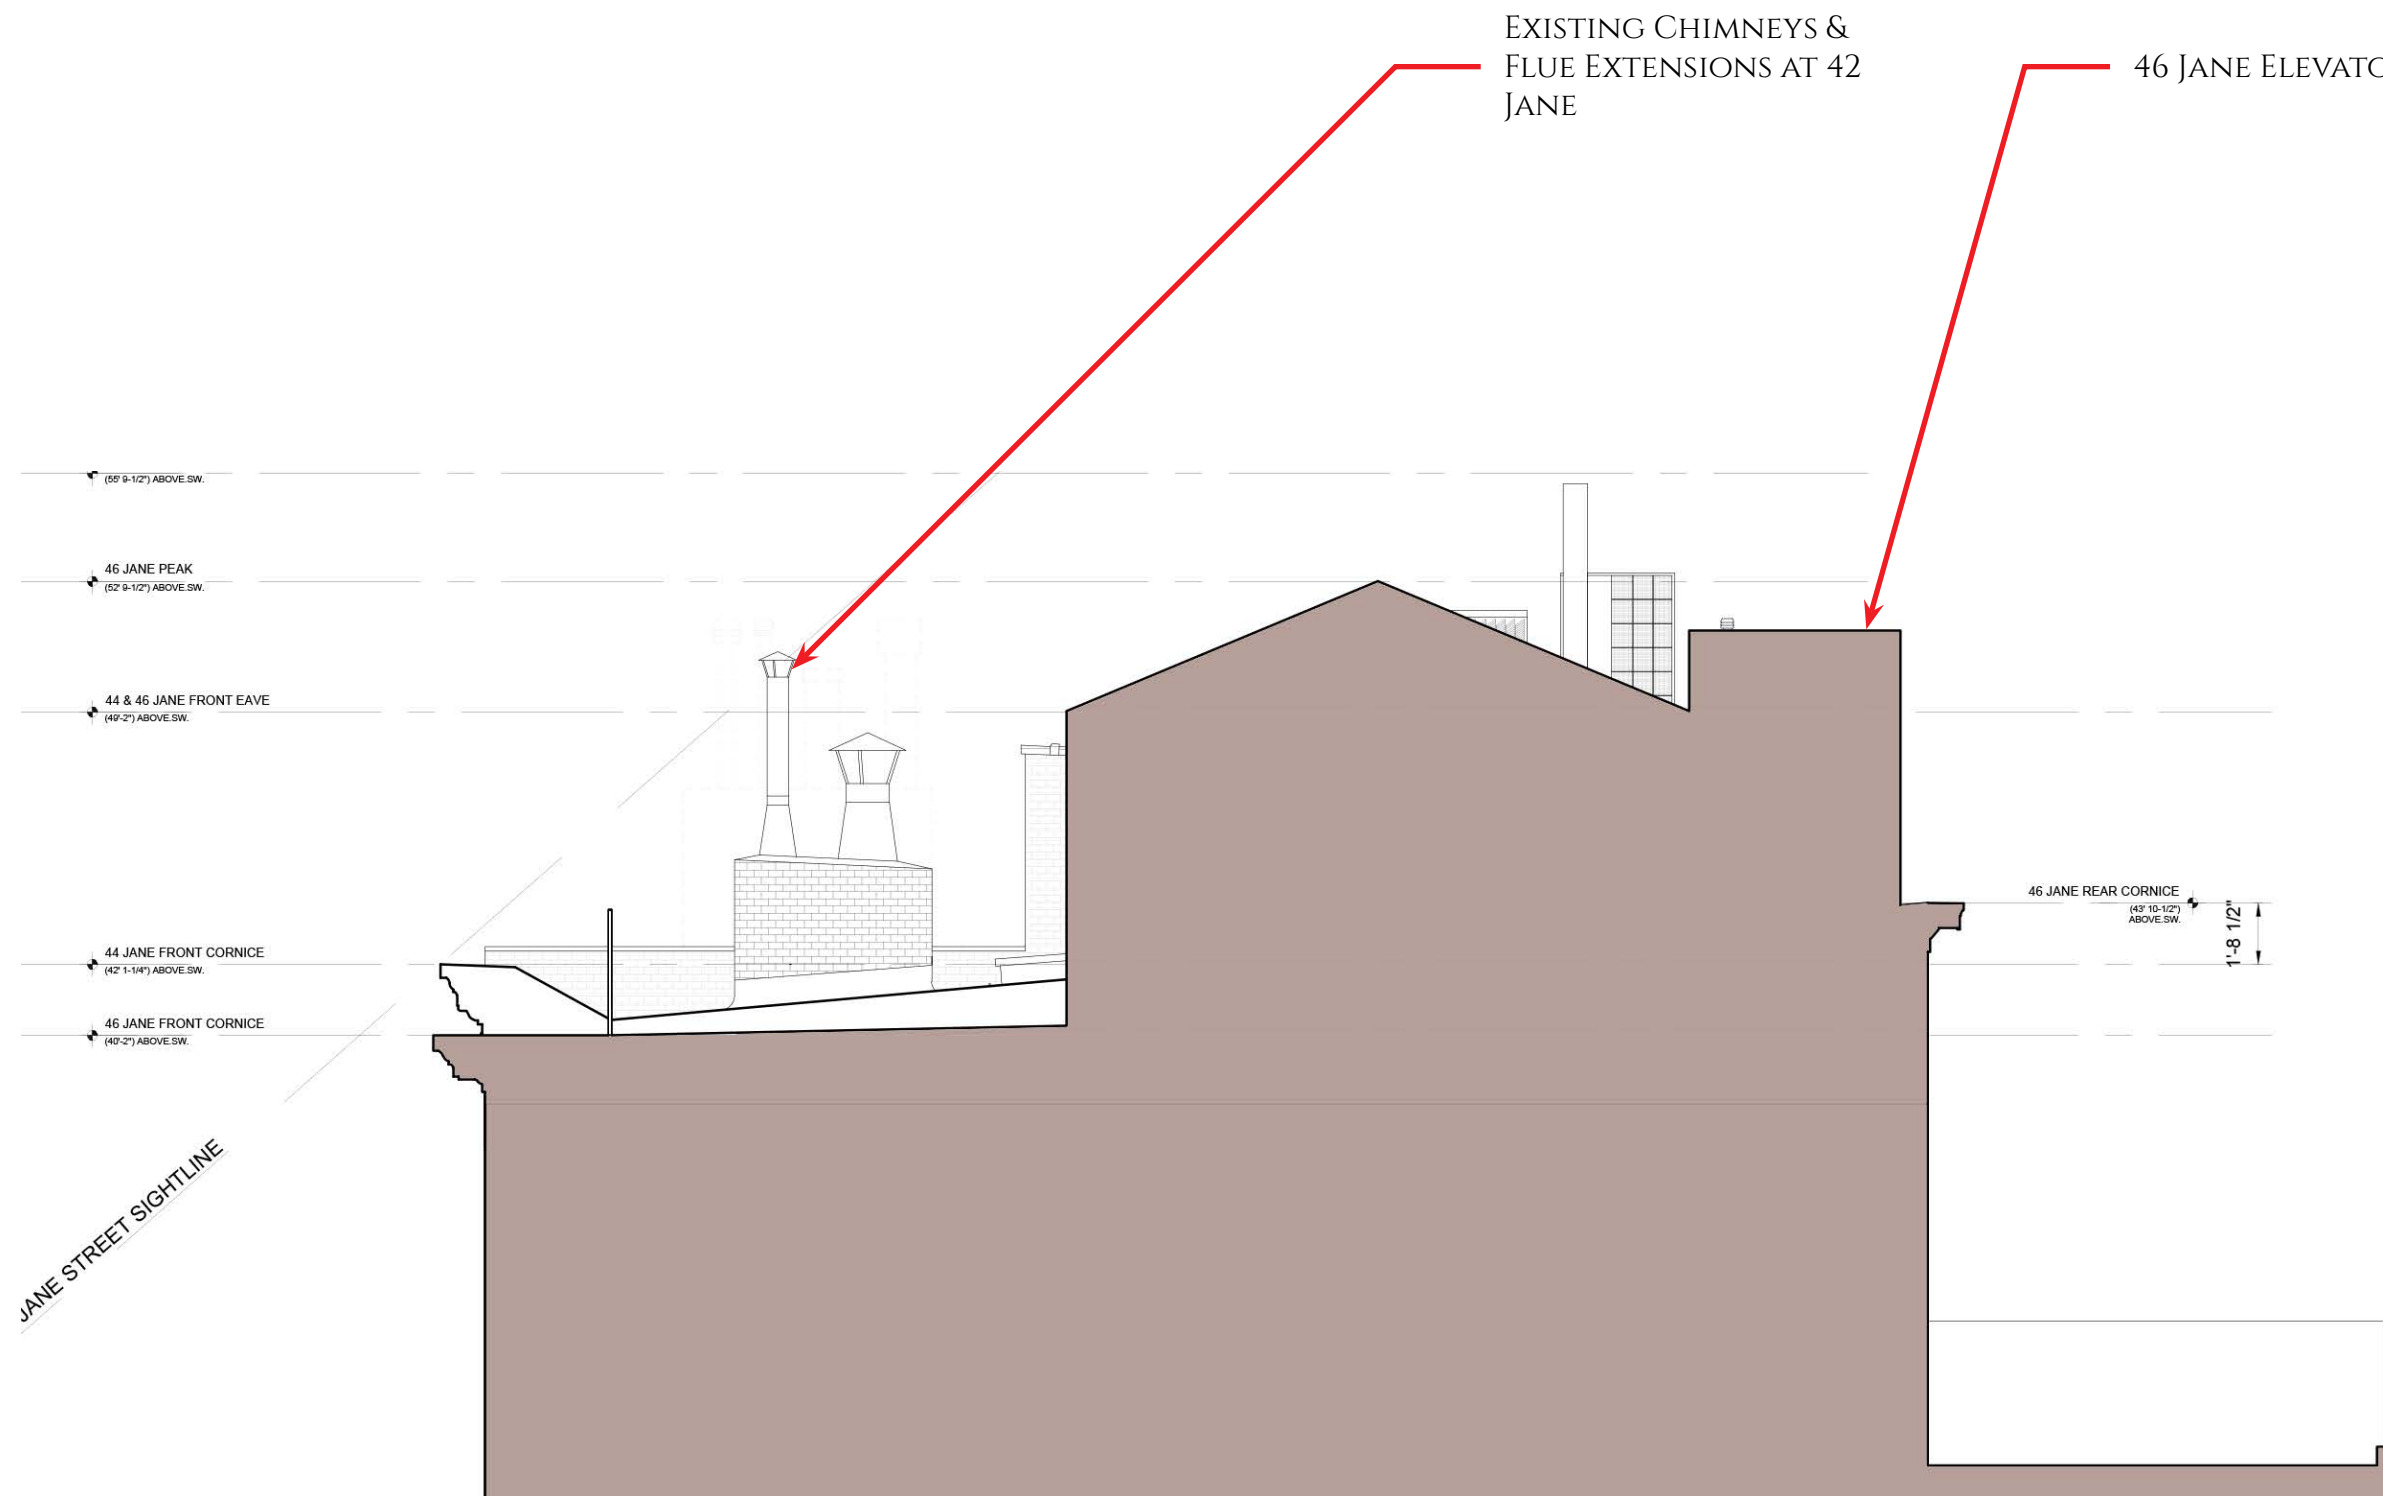 Existing Chimneys &
Flue Extensions at 42
Jane
46 Jane
(55' 9-1/2") ABOVE.SW.
46 JANE PEAK
(52' 9-1/2") ABOVE.SW.
44 & 46 JANE FRONT EAVE
(49'-2") ABOVE.SW.
46 JANE REAR CORNICE
(43' 10-1/2")
ABOVE.SW.
1'-8 1/2"
44 JANE FRONT CORNICE
(42' 1-1/4") ABOVE.SW.
46 JANE FRONT CORNICE
(40'-2") ABOVE.SW.
JANE STREET SIGHTLINE